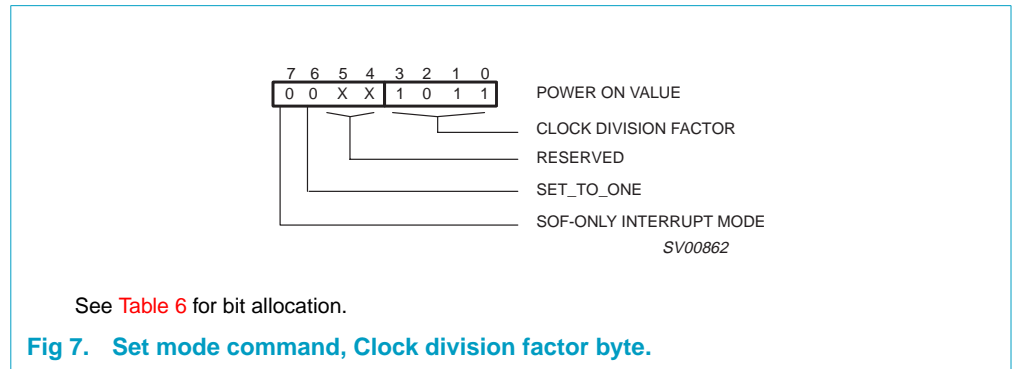 7 6 5 4 3 2 1 0
0 0 X X 1 0 1 1 POWER ON VALUE
CLOCK DIVISION FACTOR
RESERVED
SET_TO_ONE
SOF-ONLY INTERRUPT MODE
SV00862
See Table 6 for bit allocation.
Fig 7. Set mode command, Clock division factor byte.